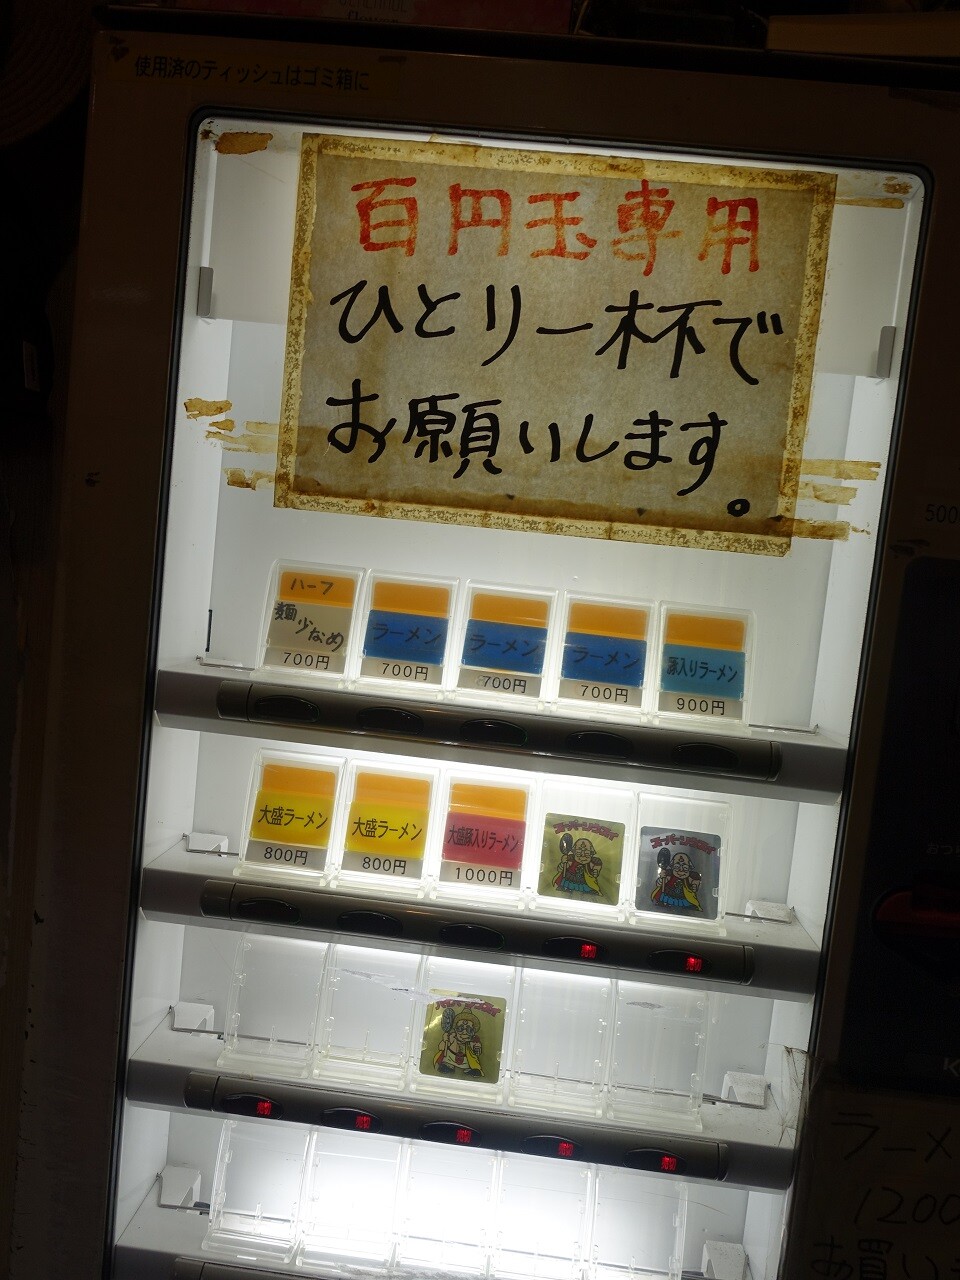 使用済のティッシュはゴミ箱に
百円玉専用
ひとり一杯で
お願いします。
500
ハーフ
麺少なめ
700円
ラーメン
700円
ラーメン
700円
ラーメン
700円
豚入りラーメン
900円
大盛ラーメン
800円
大盛ラーメン
800円
大盛豚入りラーメン
1000円
おつ
ラーメ
1200
お買い